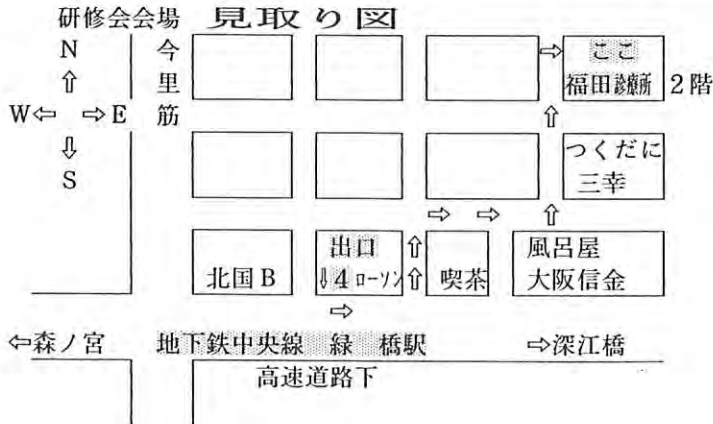 研修会会場 見取り図
N
今里筋
⇧
W⇦ ⇨E
⇩
S
⇨
ここ
福田診療所 2階
⇧
つくだに
三幸
⇨ ⇨ ⇧
北国B
出口 ⇧
⇩4 ローソン ⇧
喫茶
風呂屋
大阪信金
⇨
⇦森ノ宮 地下鉄中央線 緑 橋駅 ⇨深江橋
高速道路下